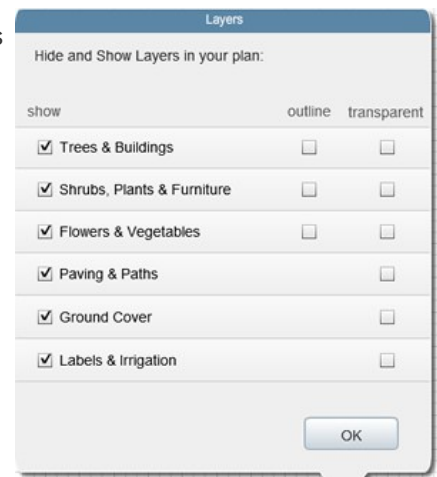 Layers
s
Hide and Show Layers in your plan:
show outline transparent
Trees & Buildings
Shrubs, Plants & Furniture
Flowers & Vegetables
Paving & Paths
Ground Cover
Labels & Irrigation
OK